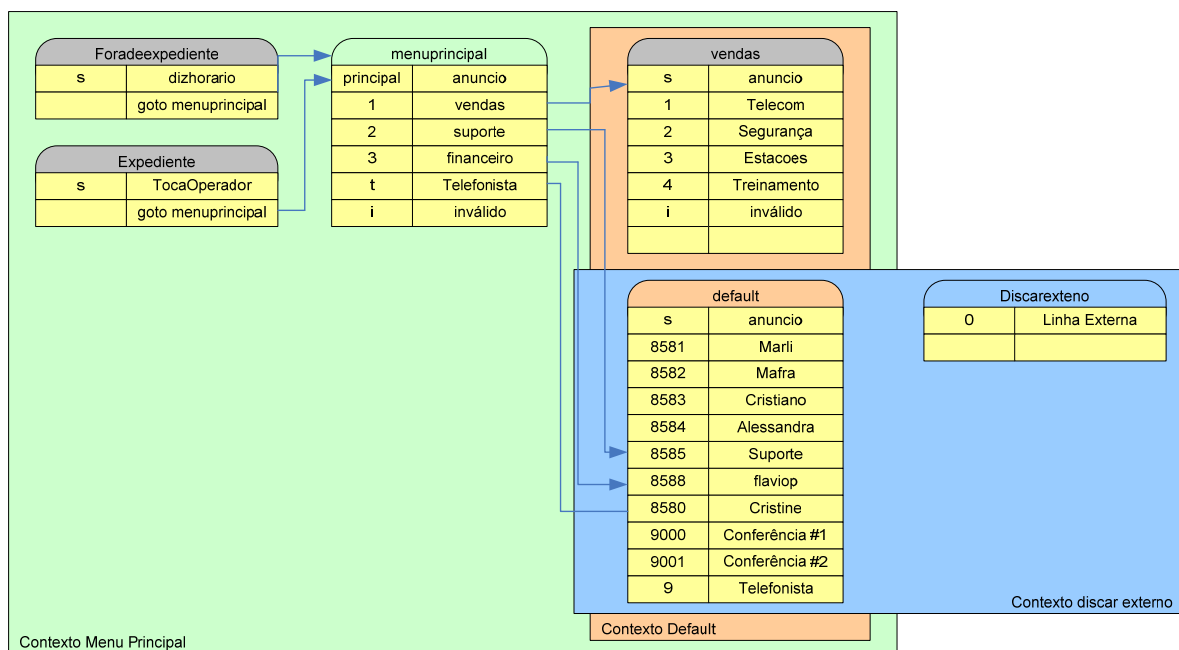 Foradeexpediente
s dizhorario
goto menuprincipal
Expediente
s TocaOperador
goto menuprincipal
menuprincipal
principal anuncio
1 vendas
2 suporte
3 financeiro
t Telefonista
i inválido
vendas
s anuncio
1 Telecom
2 Segurança
3 Estacoes
4 Treinamento
i inválido
default
s anuncio
8581 Marli
8582 Mafra
8583 Cristiano
8584 Alessandra
8585 Suporte
8588 flaviop
8580 Cristine
9000 Conferência #1
9001 Conferência #2
9 Telefonista
Discarexteno
0 Linha Externa
Contexto discar externo
Contexto Default
Contexto Menu Principal